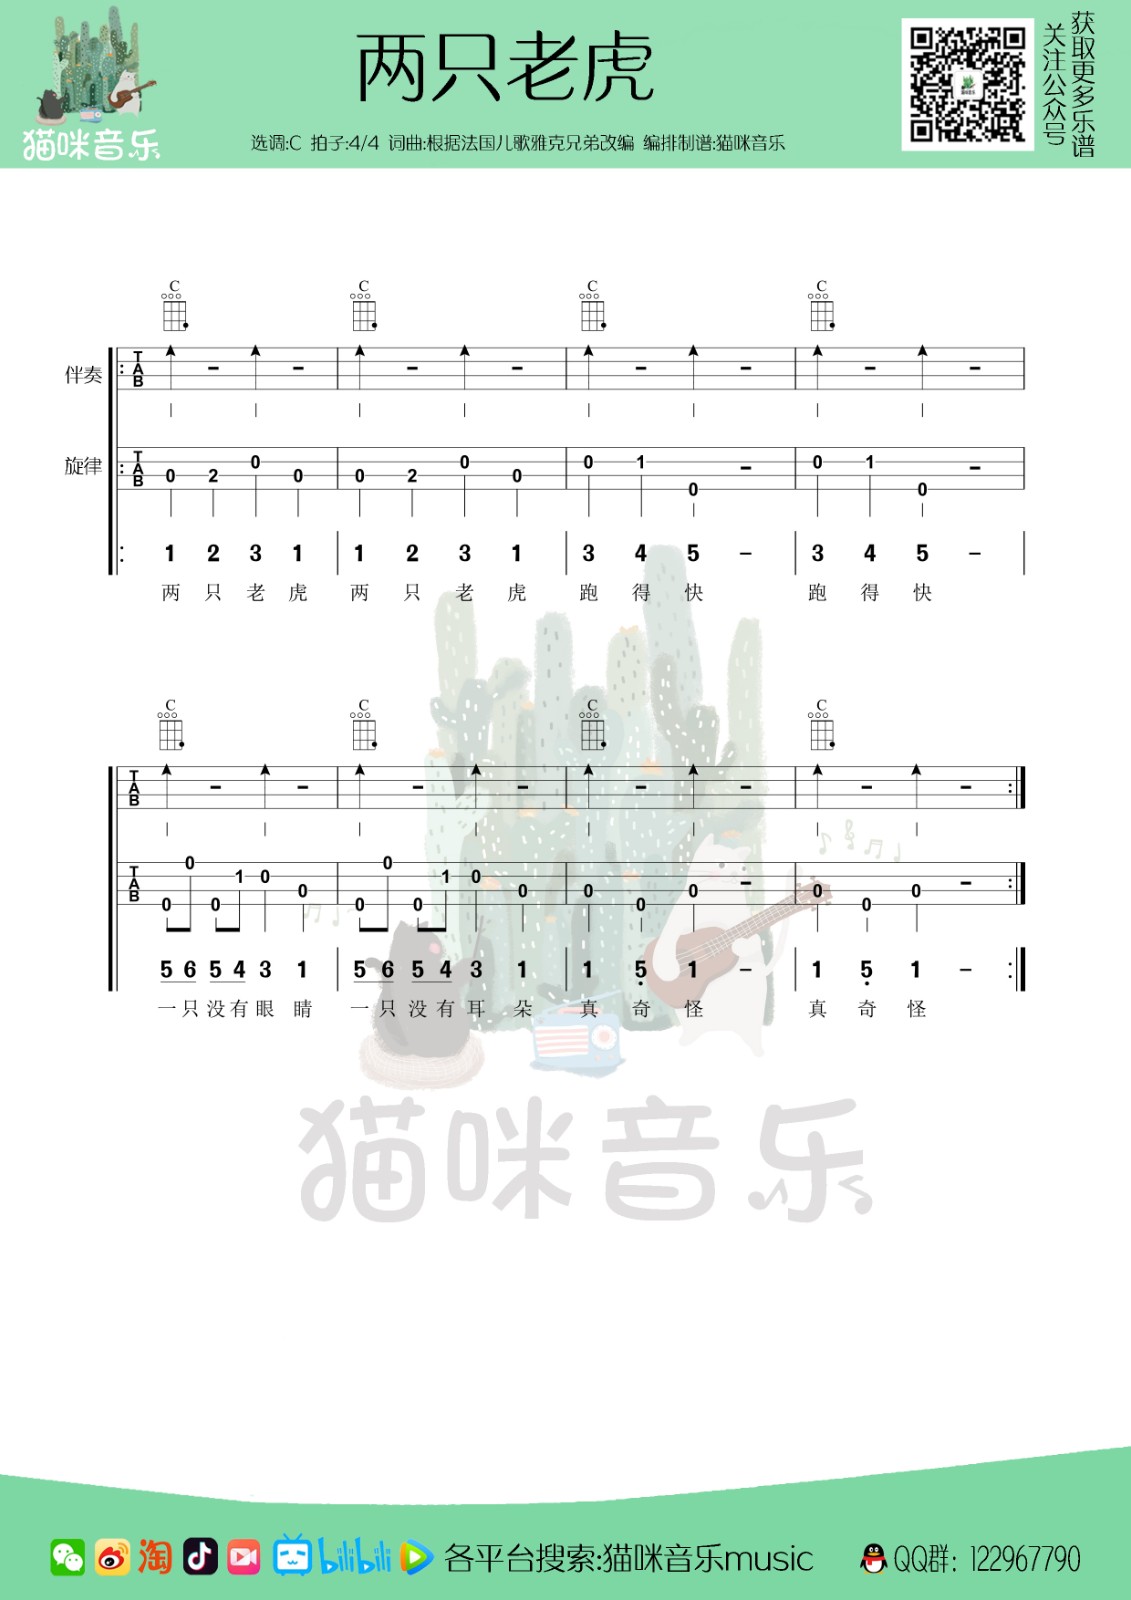 两只老虎
猫咪音乐
选调:C 拍子:4/4 词曲:根据法国儿歌雅克兄弟改编 编排制谱:猫咪音乐
获取更多乐谱
关注公众号
C C C C
伴奏 T A B
旋律 T A B 0 2 0 0 0 2 0 0 0 1 0 0 1 0
1 2 3 1 1 2 3 1 3 4 5 – 3 4 5 –
两 只 老 虎 两 只 老 虎 跑 得 快 跑 得 快
C C C C
T A B
T A B 0 0 0 1 0 0 0 0 0 1 0 0 0 0 0 0 0 0
5 6 5 4 3 1 5 6 5 4 3 1 1 5 1 – 1 5 1 –
一 只 没 有 眼 睛 一 只 没 有 耳 朵 真 奇 怪 真 奇 怪
猫咪音乐
淘 bilibili 各平台搜索:猫咪音乐music QQ群: 122967790